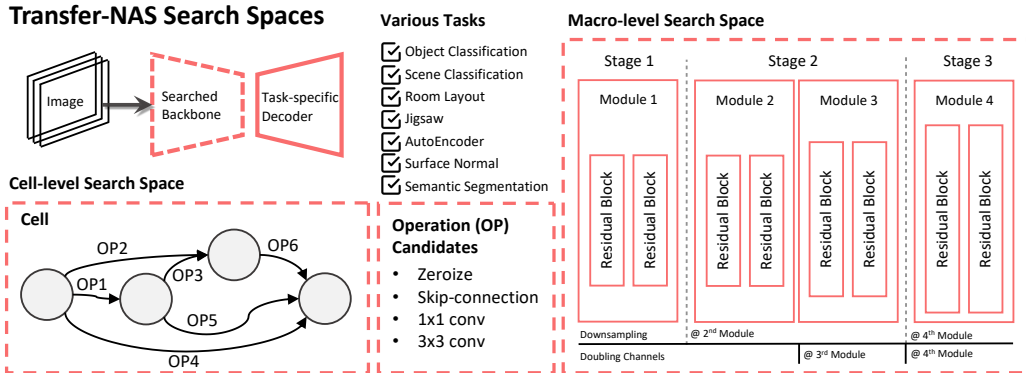 Transfer-NAS Search Spaces
Image
Searched
Backbone
Task-specific
Decoder
Various Tasks
Object Classification
Scene Classification
Room Layout
Jigsaw
AutoEncoder
Surface Normal
Semantic Segmentation
Cell-level Search Space
Cell
OP1
OP2
OP3
OP4
OP5
OP6
Operation (OP)
Candidates
• Zeroize
• Skip-connection
• 1x1 conv
• 3x3 conv
Macro-level Search Space
Stage 1
Stage 2
Stage 3
Module 1
Module 2
Module 3
Module 4
Residual Block
Residual Block
Residual Block
Residual Block
Residual Block
Residual Block
Residual Block
Residual Block
Downsampling
@ 2nd Module
@ 4th Module
Doubling Channels
@ 3rd Module
@ 4th Module